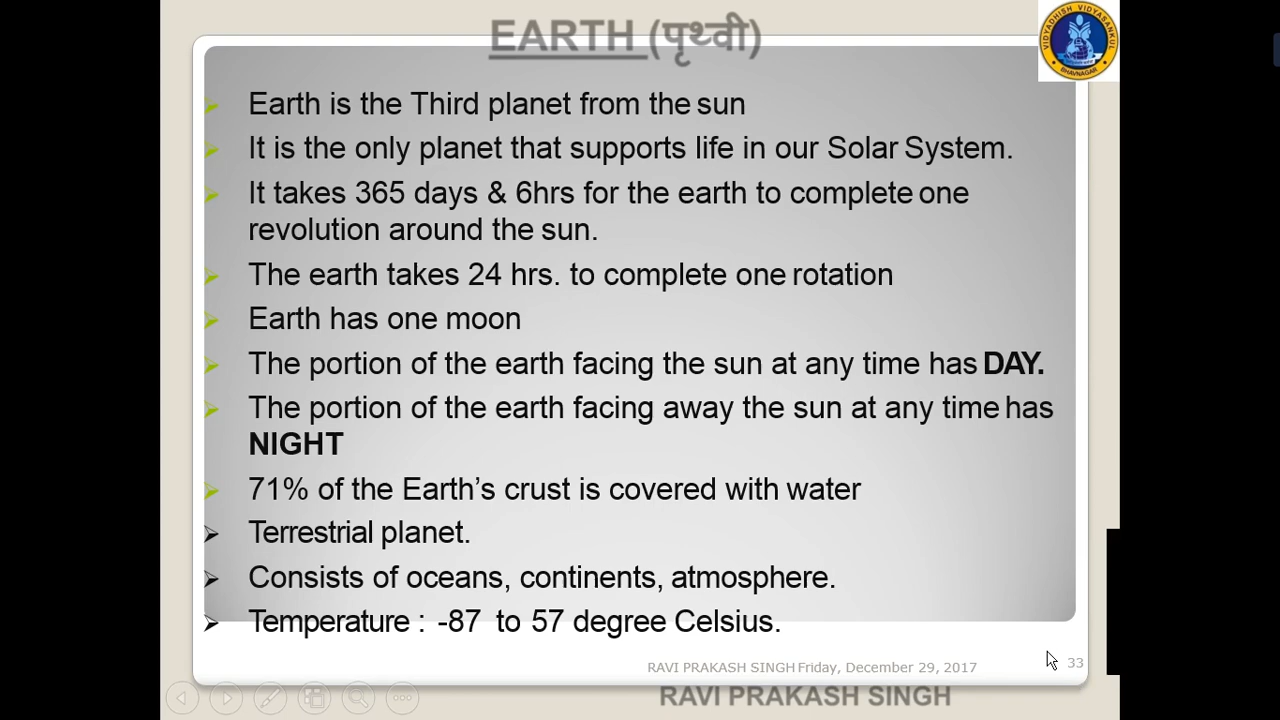 EARTH (पृथ्वी)
VIDYADHISH VIDYASANKUL
BHAVNAGAR
Earth is the Third planet from the sun
It is the only planet that supports life in our Solar System.
It takes 365 days & 6hrs for the earth to complete one
revolution around the sun.
The earth takes 24 hrs. to complete one rotation
Earth has one moon
The portion of the earth facing the sun at any time has DAY.
The portion of the earth facing away the sun at any time has
NIGHT
71% of the Earth’s crust is covered with water
Terrestrial planet.
Consists of oceans, continents, atmosphere.
Temperature : -87 to 57 degree Celsius.
RAVI PRAKASH SINGH Friday, December 29, 2017 33
RAVI PRAKASH SINGH